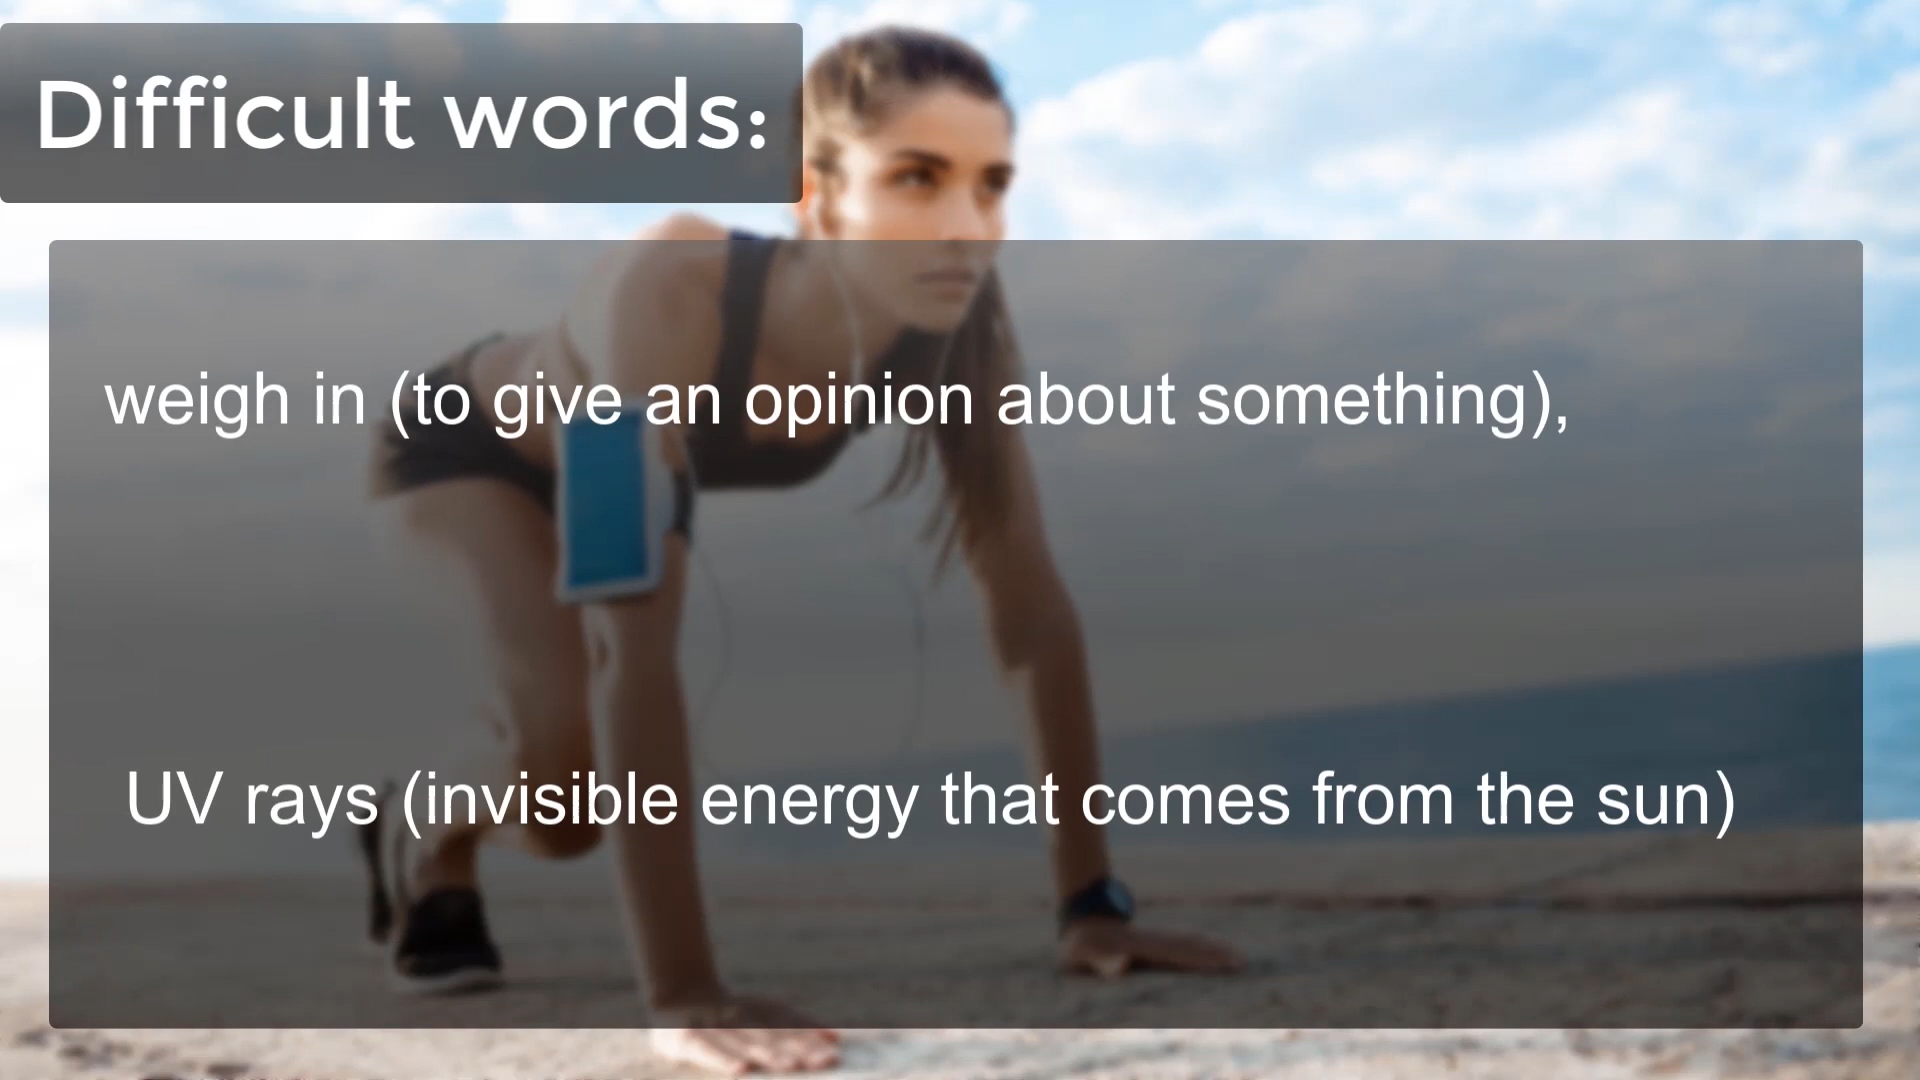 Difficult words:
weigh in (to give an opinion about something),
UV rays (invisible energy that comes from the sun)